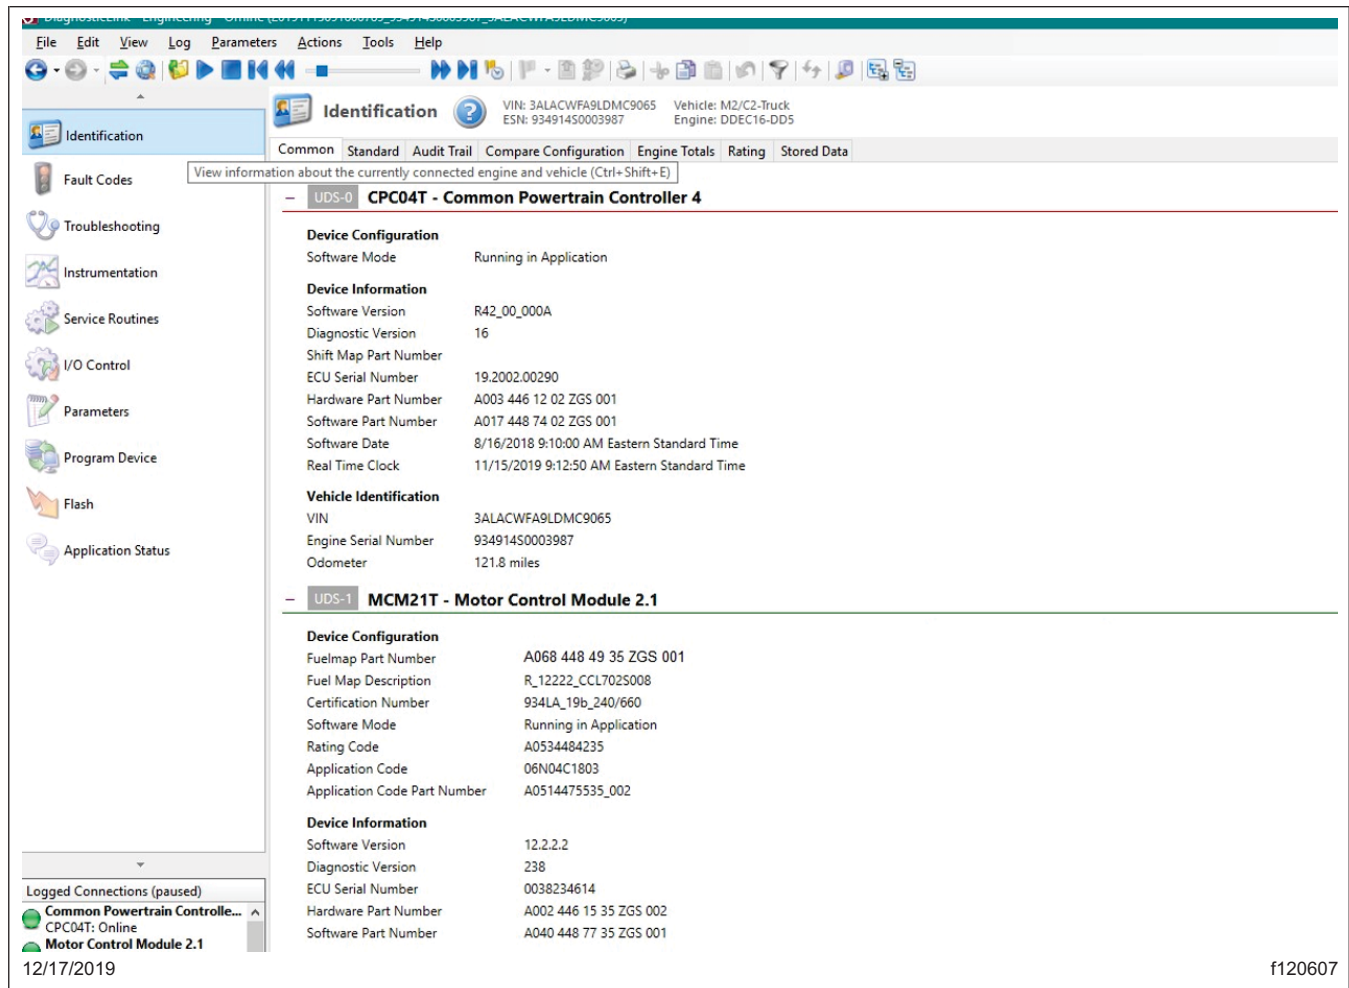 DiagnosticLink - Engineering - Offline
File Edit View Log Parameters Actions Tools Help
Identification
VIN: 3ALACWFA9LDMC9065 Vehicle: M2/C2-Truck
ESN: 934914S0003987 Engine: DDEC16-DD5
Common Standard Audit Trail Compare Configuration Engine Totals Rating Stored Data
View information about the currently connected engine and vehicle (Ctrl+Shift+E)
Identification
Fault Codes
Troubleshooting
Instrumentation
Service Routines
I/O Control
Parameters
Program Device
Flash
Application Status
Logged Connections (paused)
Common Powertrain Controlle...
CPC04T: Online
Motor Control Module 2.1
UDS-0 CPC04T - Common Powertrain Controller 4
Device Configuration
Software Mode Running in Application
Device Information
Software Version R42_00_000A
Diagnostic Version 16
Shift Map Part Number
ECU Serial Number 19.2002.00290
Hardware Part Number A003 446 12 02 ZGS 001
Software Part Number A017 448 74 02 ZGS 001
Software Date 8/16/2018 9:10:00 AM Eastern Standard Time
Real Time Clock 11/15/2019 9:12:50 AM Eastern Standard Time
Vehicle Identification
VIN 3ALACWFA9LDMC9065
Engine Serial Number 934914S0003987
Odometer 121.8 miles
UDS-1 MCM21T - Motor Control Module 2.1
Device Configuration
Fuelmap Part Number A068 448 49 35 ZGS 001
Fuel Map Description R_12222_CCL702S008
Certification Number 934LA_19b_240/660
Software Mode Running in Application
Rating Code A0534484235
Application Code 06N04C1803
Application Code Part Number A0514475535_002
Device Information
Software Version 12.2.2.2
Diagnostic Version 238
ECU Serial Number 0038234614
Hardware Part Number A002 446 15 35 ZGS 002
Software Part Number A040 448 77 35 ZGS 001
12/17/2019 f120607